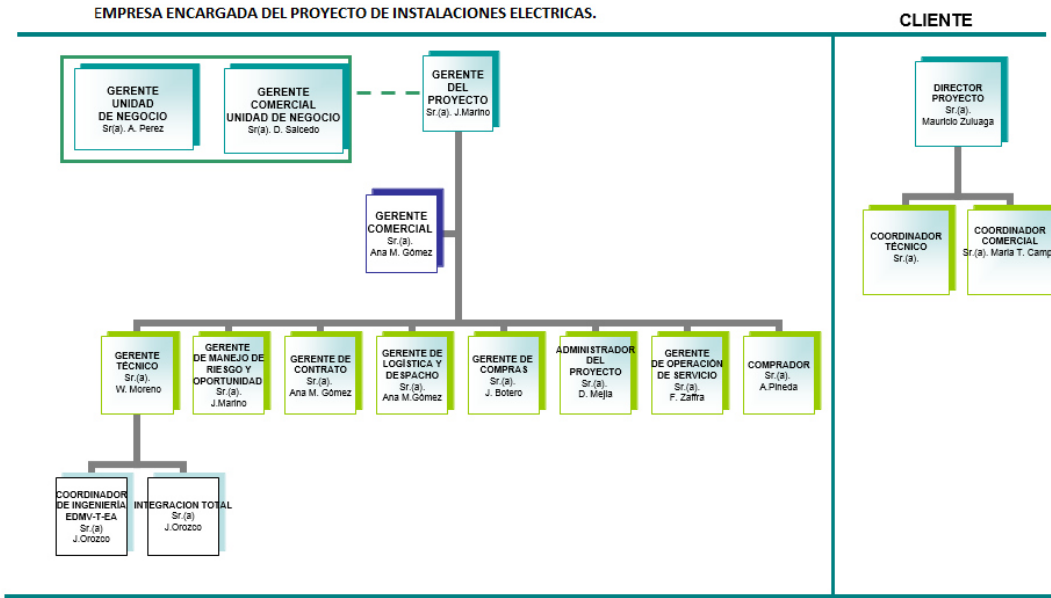 EMPRESA ENCARGADA DEL PROYECTO DE INSTALACIONES ELECTRICAS.
CLIENTE
GERENTE
UNIDAD
DE NEGOCIO
Sr(a). A. Perez
GERENTE
COMERCIAL
UNIDAD DE NEGOCIO
Sr(a). D. Salcedo
GERENTE
DEL
PROYECTO
Sr.(a). J.Marino
DIRECTOR
PROYECTO
Sr.(a).
Mauricio Zuluaga
GERENTE
COMERCIAL
Sr.(a).
Ana M. Gómez
COORDINADOR
TÉCNICO
Sr.(a).
COORDINADOR
COMERCIAL
Sr.(a). Maria T. Camp
GERENTE
TÉCNICO
Sr.(a).
W. Moreno
GERENTE
DE MANEJO DE
RIESGO Y
OPORTUNIDAD
Sr.(a).
J.Marino
GERENTE DE
CONTRATO
Sr.(a).
Ana M. Gómez
GERENTE DE
LOGÍSTICA Y
DESPACHO
Sr.(a).
Ana M.Gómez
GERENTE DE
COMPRAS
Sr.(a).
J. Botero
ADMINISTRADOR
DEL
PROYECTO
Sr.(a).
D. Mejia
GERENTE
DE OPERACIÓN
DE SERVICIO
Sr.(a).
F. Zaffra
COMPRADOR
Sr.(a).
A.Pineda
COORDINADOR
DE INGENIERÍA
EDMV-T-EA
Sr.(a)
J.Orozco
INTEGRACION TOTAL
Sr.(a)
J.Orozco